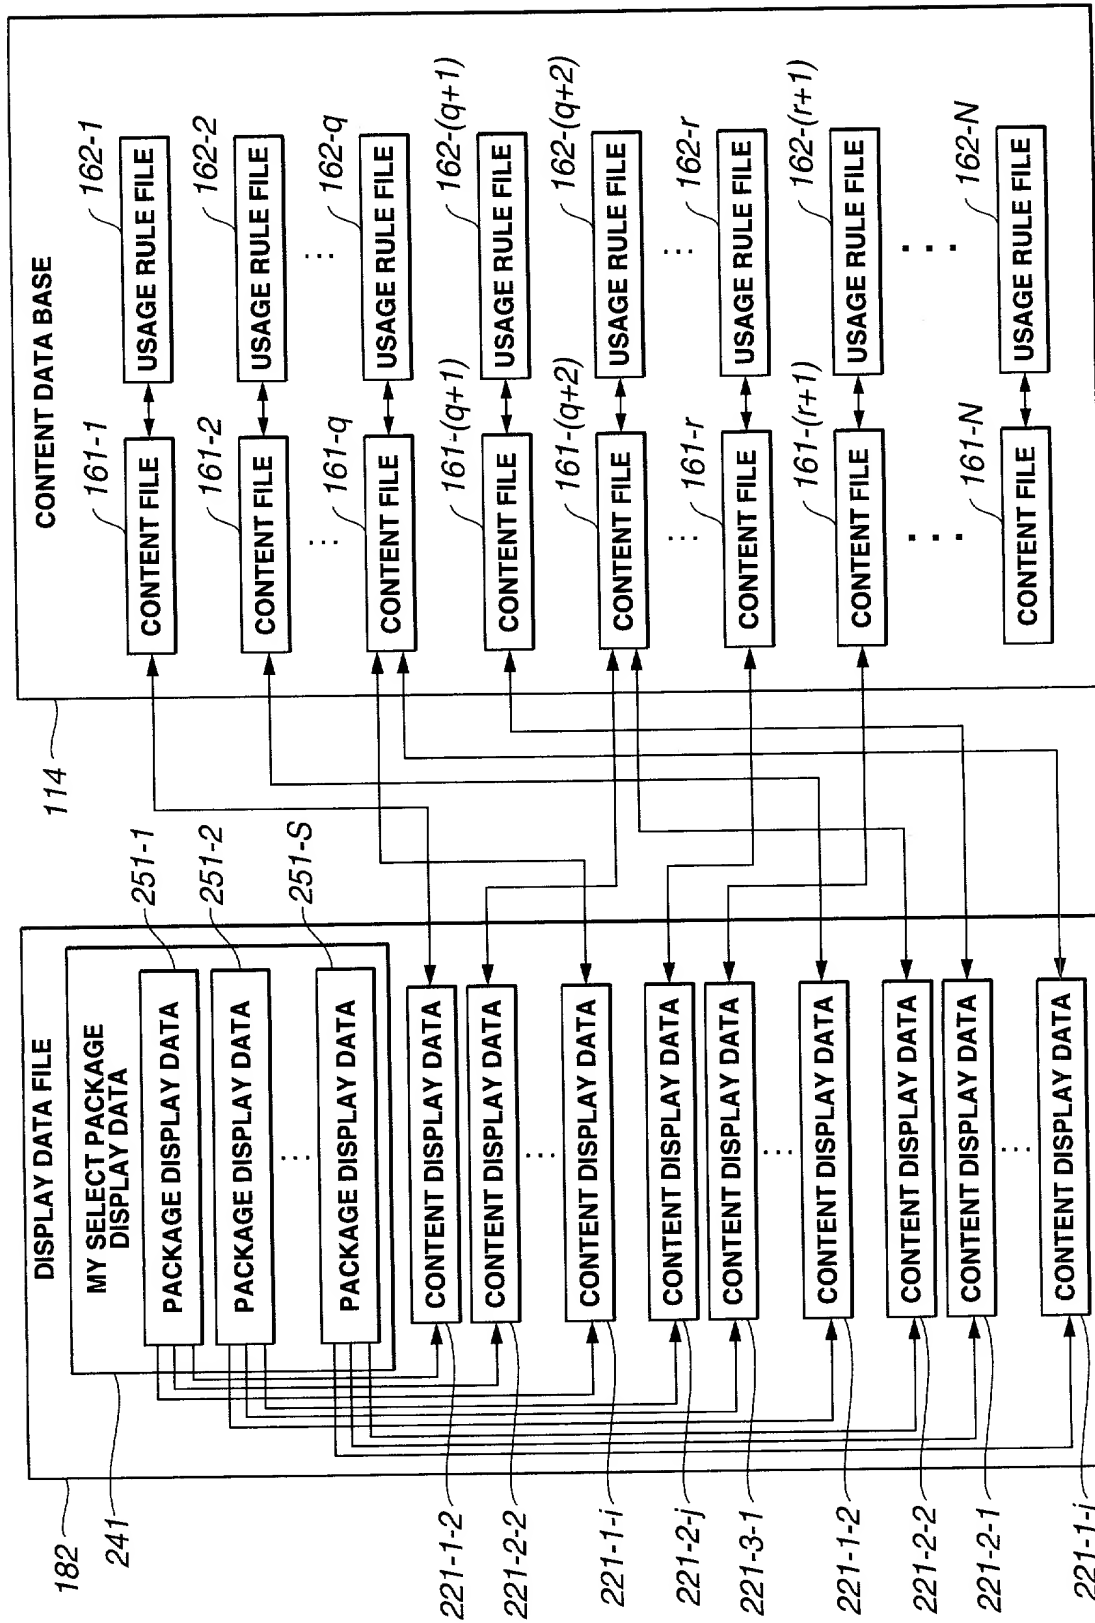 DISPLAY DATA FILE
MY SELECT PACKAGE
DISPLAY DATA
PACKAGE DISPLAY DATA
PACKAGE DISPLAY DATA
...
PACKAGE DISPLAY DATA
CONTENT DISPLAY DATA
CONTENT DISPLAY DATA
...
CONTENT DISPLAY DATA
CONTENT DISPLAY DATA
CONTENT DISPLAY DATA
...
CONTENT DISPLAY DATA
CONTENT DISPLAY DATA
CONTENT DISPLAY DATA
...
CONTENT DISPLAY DATA
182
241
251-1
251-2
251-S
221-1-2
221-2-2
221-1-i
221-2-j
221-3-1
221-1-2
221-2-2
221-2-1
221-1-i
114
CONTENT DATA BASE
161-1
162-1
CONTENT FILE
USAGE RULE FILE
161-2
162-2
CONTENT FILE
USAGE RULE FILE
...
...
161-q
162-q
CONTENT FILE
USAGE RULE FILE
161-(q+1)
162-(q+1)
CONTENT FILE
USAGE RULE FILE
161-(q+2)
162-(q+2)
CONTENT FILE
USAGE RULE FILE
...
...
161-r
162-r
CONTENT FILE
USAGE RULE FILE
161-(r+1)
162-(r+1)
CONTENT FILE
USAGE RULE FILE
...
...
161-N
162-N
CONTENT FILE
USAGE RULE FILE